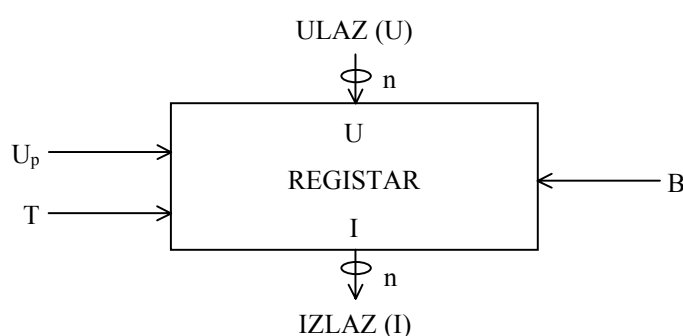 ULAZ (U)
n
U
Uₚ
REGISTAR
B
T
I
n
IZLAZ (I)